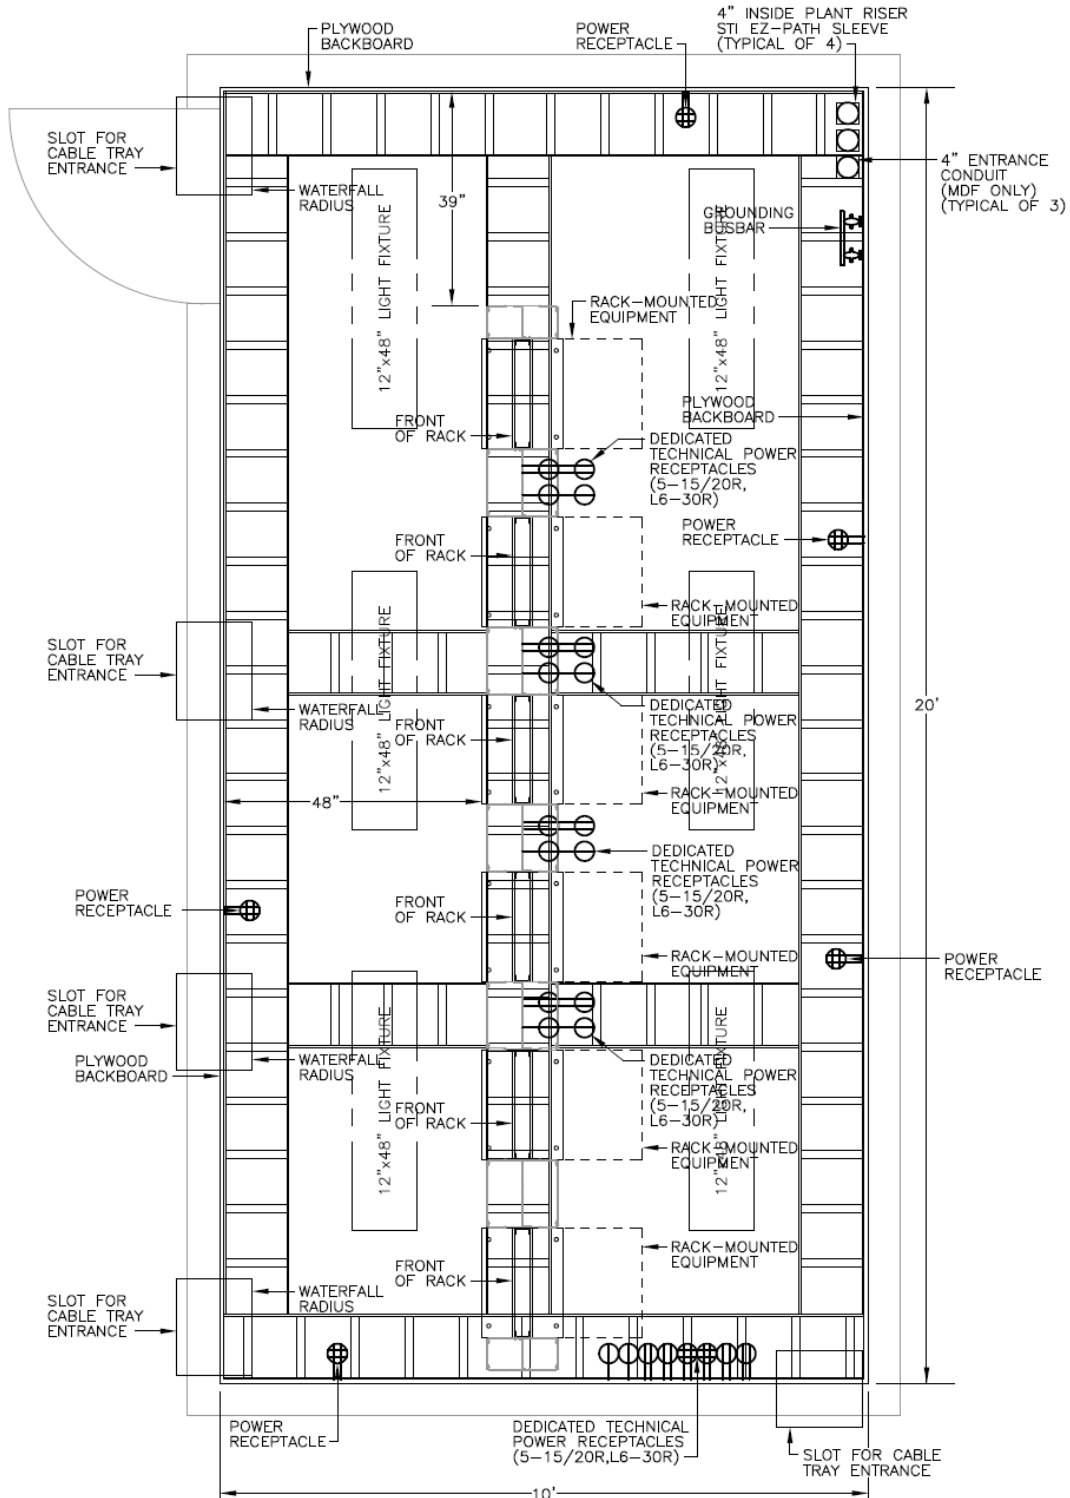 4" INSIDE PLANT RISER
STI EZ-PATH SLEEVE
(TYPICAL OF 4)
PLYWOOD
BACKBOARD
POWER
RECEPTACLE
SLOT FOR
CABLE TRAY
ENTRANCE
WATERFALL
RADIUS
39"
4" ENTRANCE
CONDUIT
(MDF ONLY)
(TYPICAL OF 3)
GROUNDING
BUSBAR
12"x48" LIGHT FIXTURE
12"x48" LIGHT FIXTURE
RACK-MOUNTED
EQUIPMENT
FRONT
OF RACK
PLYWOOD
BACKBOARD
DEDICATED
TECHNICAL POWER
RECEPTACLES
(5-15/20R,
L6-30R)
FRONT
OF RACK
POWER
RECEPTACLE
RACK-MOUNTED
EQUIPMENT
SLOT FOR
CABLE TRAY
ENTRANCE
WATERFALL
RADIUS
12"x48" LIGHT FIXTURE
12"x48" LIGHT FIXTURE
FRONT
OF RACK
DEDICATED
TECHNICAL POWER
RECEPTACLES
(5-15/20R,
L6-30R)
20'
48"
RACK-MOUNTED
EQUIPMENT
DEDICATED
TECHNICAL POWER
RECEPTACLES
(5-15/20R,
L6-30R)
POWER
RECEPTACLE
FRONT
OF RACK
RACK-MOUNTED
EQUIPMENT
POWER
RECEPTACLE
SLOT FOR
CABLE TRAY
ENTRANCE
PLYWOOD
BACKBOARD
WATERFALL
RADIUS
12"x48" LIGHT FIXTURE
12"x48" LIGHT FIXTURE
DEDICATED
TECHNICAL POWER
RECEPTACLES
(5-15/20R,
L6-30R)
FRONT
OF RACK
RACK-MOUNTED
EQUIPMENT
RACK-MOUNTED
EQUIPMENT
FRONT
OF RACK
SLOT FOR
CABLE TRAY
ENTRANCE
WATERFALL
RADIUS
POWER
RECEPTACLE
DEDICATED TECHNICAL
POWER RECEPTACLES
(5-15/20R,L6-30R)
SLOT FOR CABLE
TRAY ENTRANCE
10'